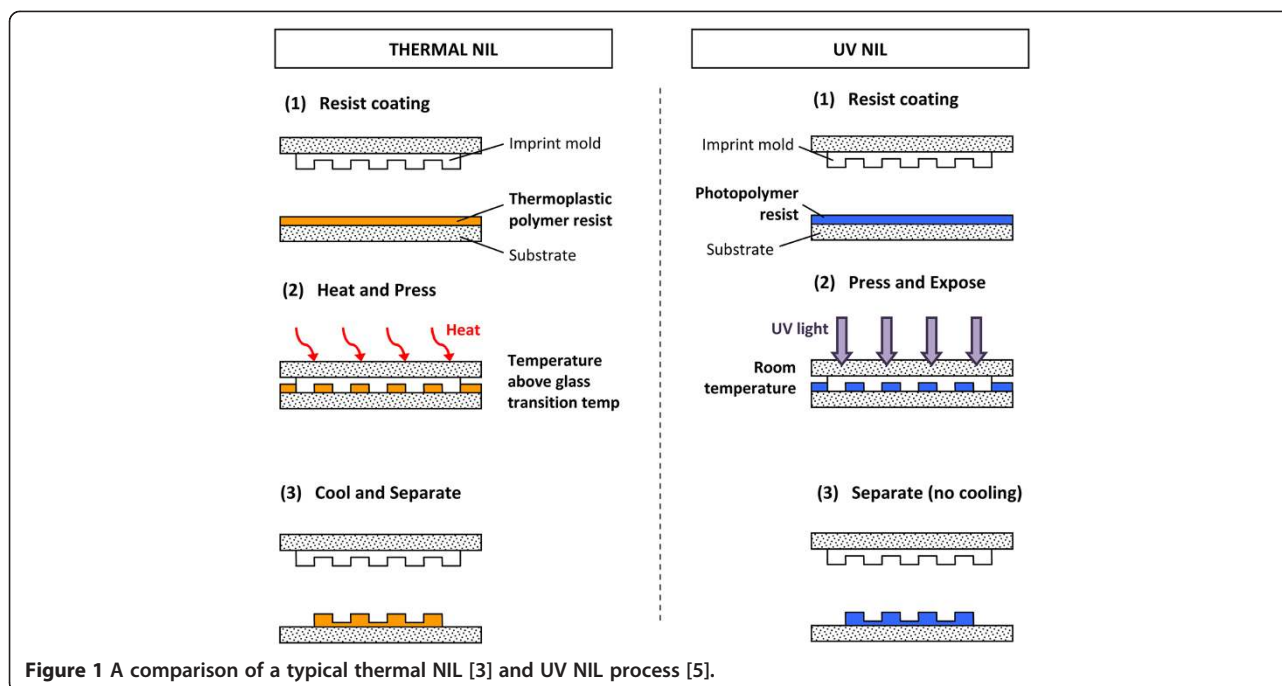 THERMAL NIL
(1) Resist coating
Imprint mold
Thermoplastic
polymer resist
Substrate
(2) Heat and Press
Heat
Temperature
above glass
transition temp
(3) Cool and Separate
UV NIL
(1) Resist coating
Imprint mold
Photopolymer
resist
Substrate
(2) Press and Expose
UV light
Room
temperature
(3) Separate (no cooling)
Figure 1 A comparison of a typical thermal NIL [3] and UV NIL process [5].